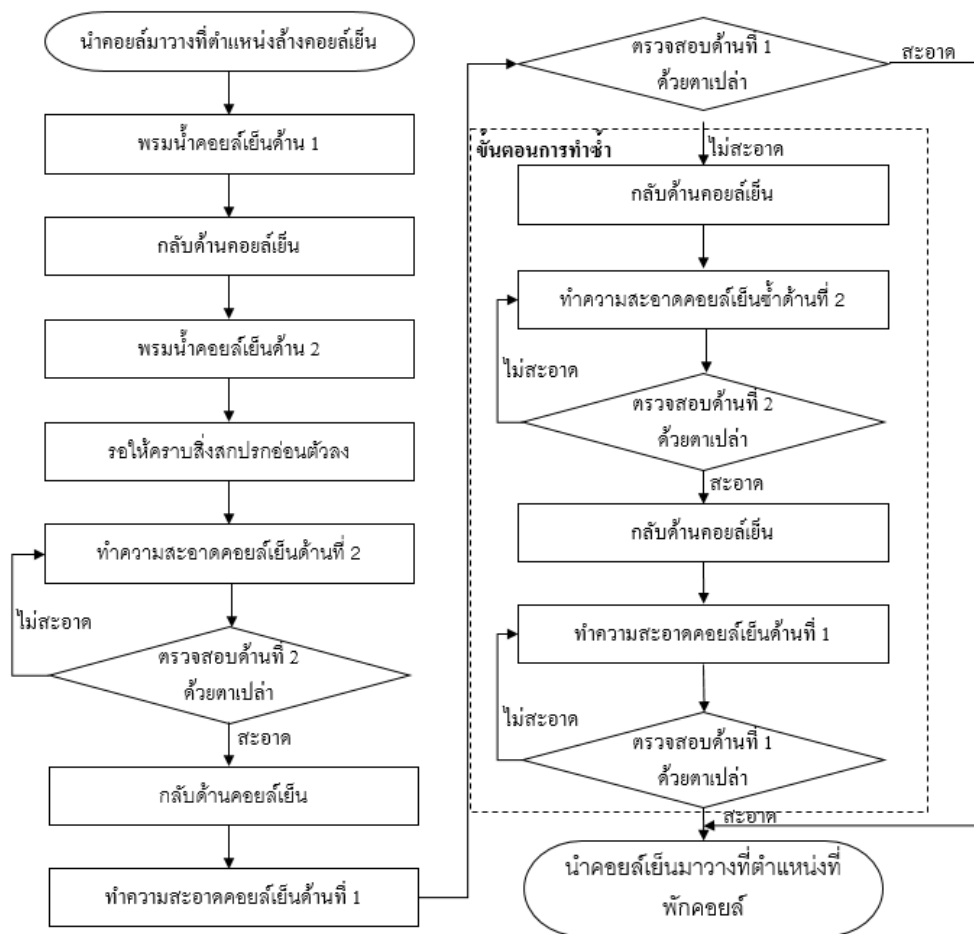 นำคอยล์มาวางที่ตำแหน่งล้างคอยล์เย็น
พรมน้ำคอยล์เย็นด้าน 1
กลับด้านคอยล์เย็น
พรมน้ำคอยล์เย็นด้าน 2
รอให้คราบสิ่งสกปรกอ่อนตัวลง
ทำความสะอาดคอยล์เย็นด้านที่ 2
ไม่สะอาด
ตรวจสอบด้านที่ 2
ด้วยตาเปล่า
สะอาด
กลับด้านคอยล์เย็น
ทำความสะอาดคอยล์เย็นด้านที่ 1
ตรวจสอบด้านที่ 1
ด้วยตาเปล่า
สะอาด
ไม่สะอาด
ขั้นตอนการทำซ้ำ
กลับด้านคอยล์เย็น
ทำความสะอาดคอยล์เย็นซ้ำด้านที่ 2
ไม่สะอาด
ตรวจสอบด้านที่ 2
ด้วยตาเปล่า
สะอาด
กลับด้านคอยล์เย็น
ทำความสะอาดคอยล์เย็นด้านที่ 1
ไม่สะอาด
ตรวจสอบด้านที่ 1
ด้วยตาเปล่า
สะอาด
นำคอยล์เย็นมาวางที่ตำแหน่งที่
พักคอยล์